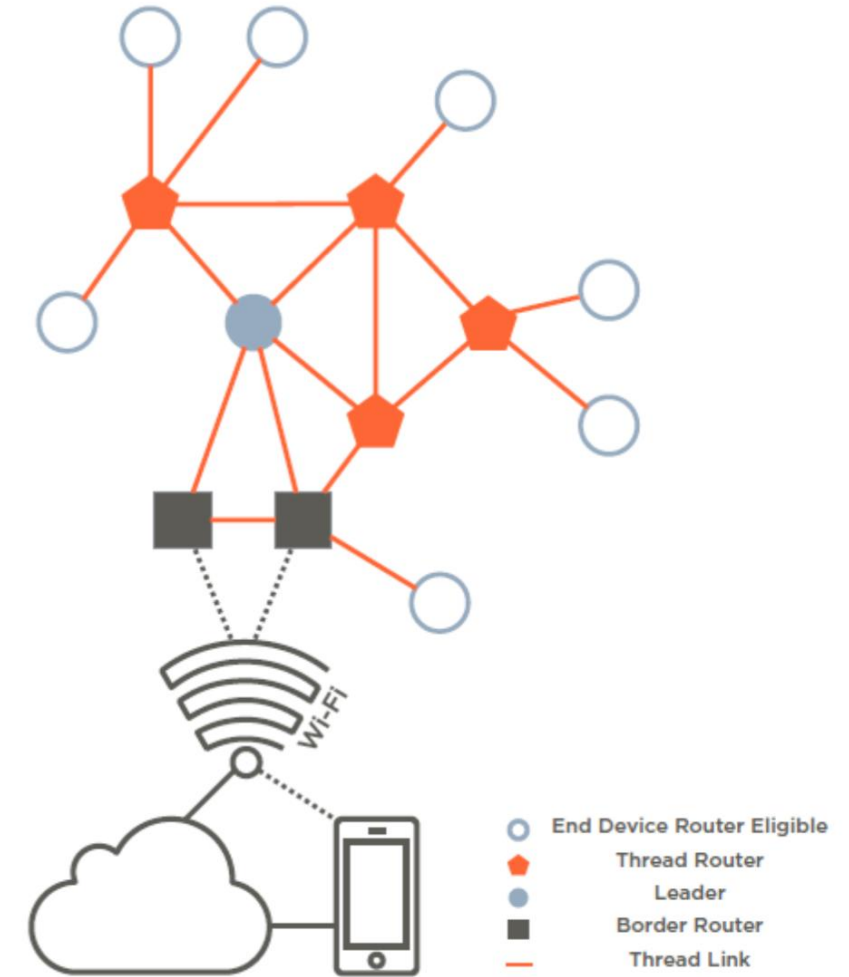 Wi-Fi
End Device Router Eligible
Thread Router
Leader
Border Router
Thread Link